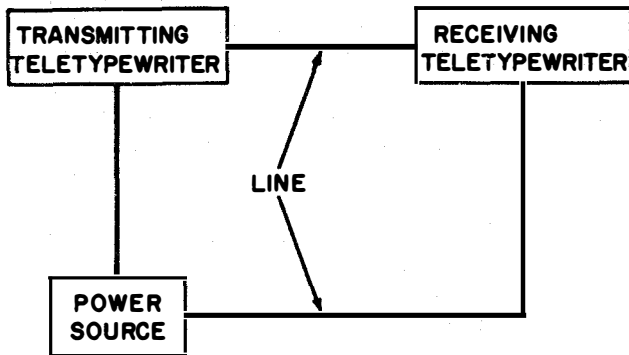 TRANSMITTING
TELETYPEWRITER
RECEIVING
TELETYPEWRITER
LINE
POWER
SOURCE